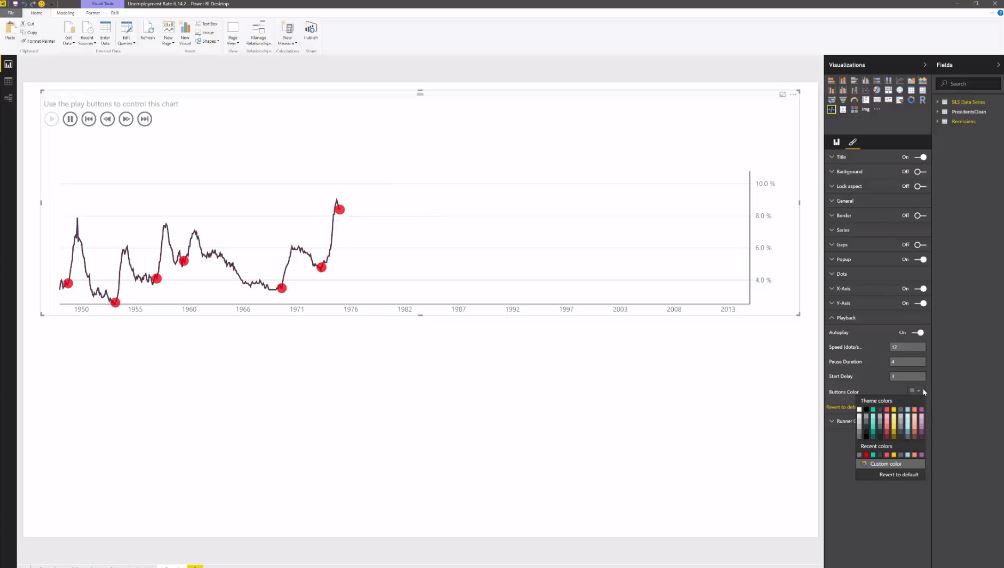 Visual Tools
Unemployment Rate 6.14.2 - Power BI Desktop
File
Home
Modeling
Format
Drill
Paste
Cut
Copy
Format Painter
Get Data
Recent Sources
Enter Data
Edit Queries
Refresh
New Page
New Visual
Text Box
Image
Shapes
Page View
Manage Relationships
New Measure
Publish
Clipboard
External Data
Insert
View
Relationships
Calculations
Share
Use the play buttons to control this chart
10.0 %
8.0 %
6.0 %
4.0 %
1950
1955
1960
1966
1971
1976
1982
1987
1992
1997
2003
2008
2013
Visualizations
Title On
Background Off
Lock aspect Off
General
Border Off
Series
Gaps Off
Popup On
Dots
X-Axis On
Y-Axis On
Playback
Autoplay On
Speed (dots/s... 12
Pause Duration 4
Start Delay
Buttons Color
Revert to def
Theme colors
Recent colors
Custom color
Revert to default
Runner C
Fields
Search
BLS Data Series
PresidentsClean
Recessions